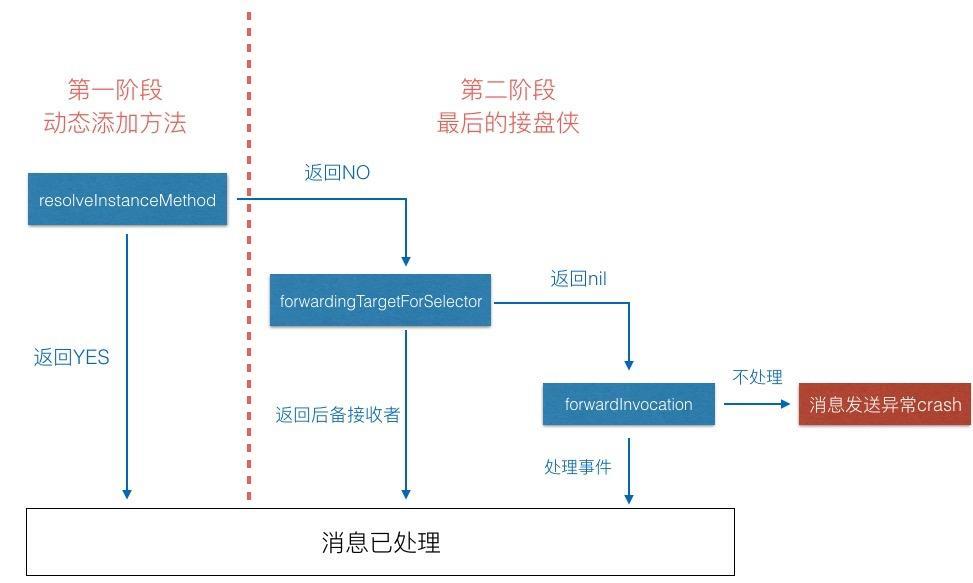 第一阶段
动态添加方法
第二阶段
最后的接盘侠
返回NO
resolveInstanceMethod
返回nil
forwardingTargetForSelector
返回YES
不处理
返回后备接收者
forwardInvocation
消息发送异常crash
处理事件
消息已处理